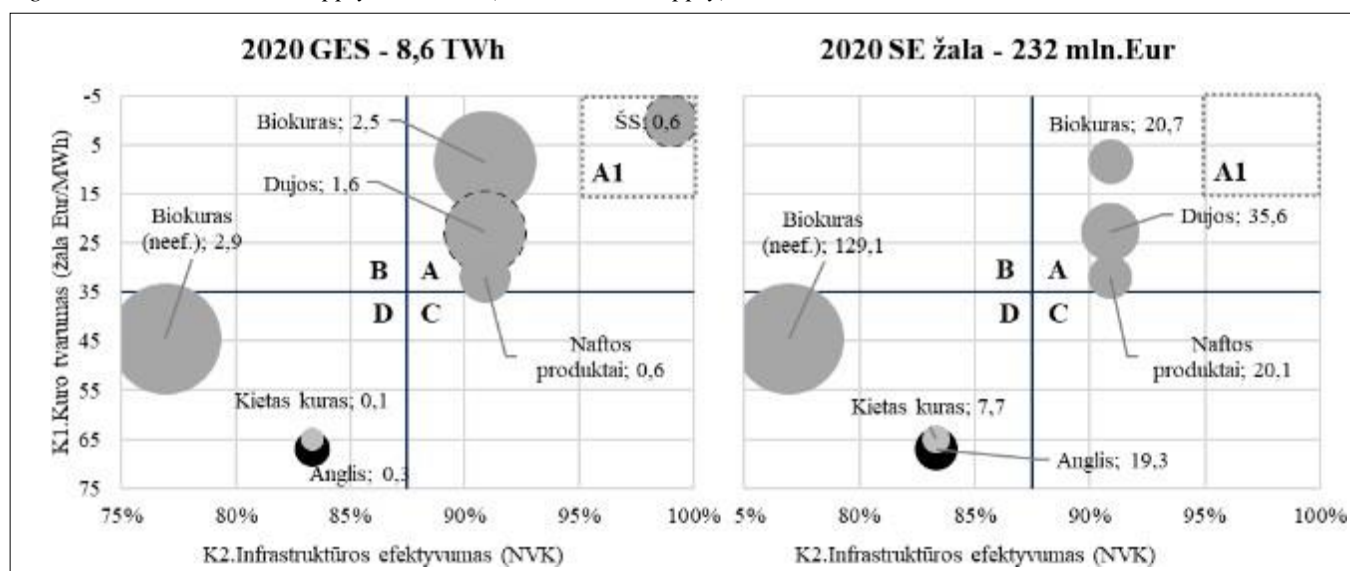 2020 GES - 8,6 TWh
-5
5
15
25
35
45
55
65
75
K1.Kuro tvarumas (žala Eur/MWh)
Biokuras; 2,5
ŠS; 0,6
A1
Dujos; 1,6
Biokuras
(neef.); 2,9
B
A
D
C
Naftos
produktai; 0,6
Kietas kuras; 0,1
Anglis; 0,3
75%
80%
85%
90%
95%
100%
K2.Infrastruktūros efektyvumas (NVK)
2020 SE žala - 232 mln.Eur
Biokuras; 20,7
A1
Dujos; 35,6
Biokuras
(neef.); 129,1
B
A
D
C
Naftos
produktai; 20,1
Kietas kuras; 7,7
Anglis; 19,3
5%
80%
85%
90%
95%
100%
K2.Infrastruktūros efektyvumas (NVK)